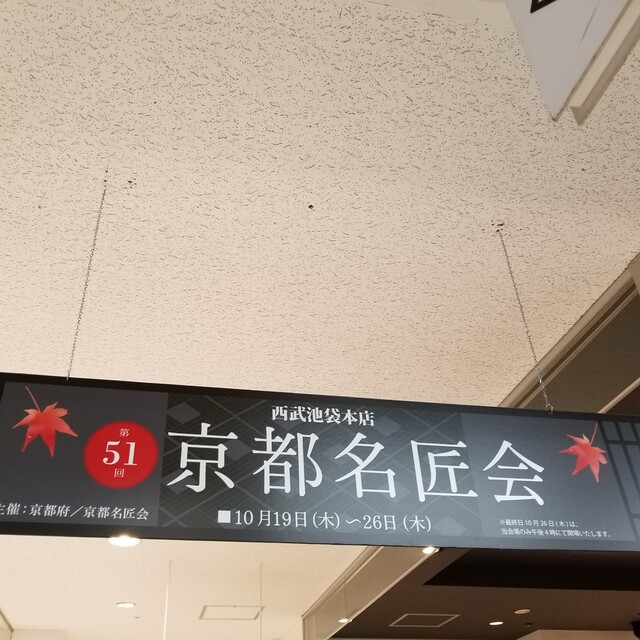 西武池袋本店
第
51
回
京都名匠会
主催：京都府／京都名匠会
■10月19日(木)～26日(木)
※最終日10月26日(木)は、
当会場のみ午後4時にて閉場いたします。